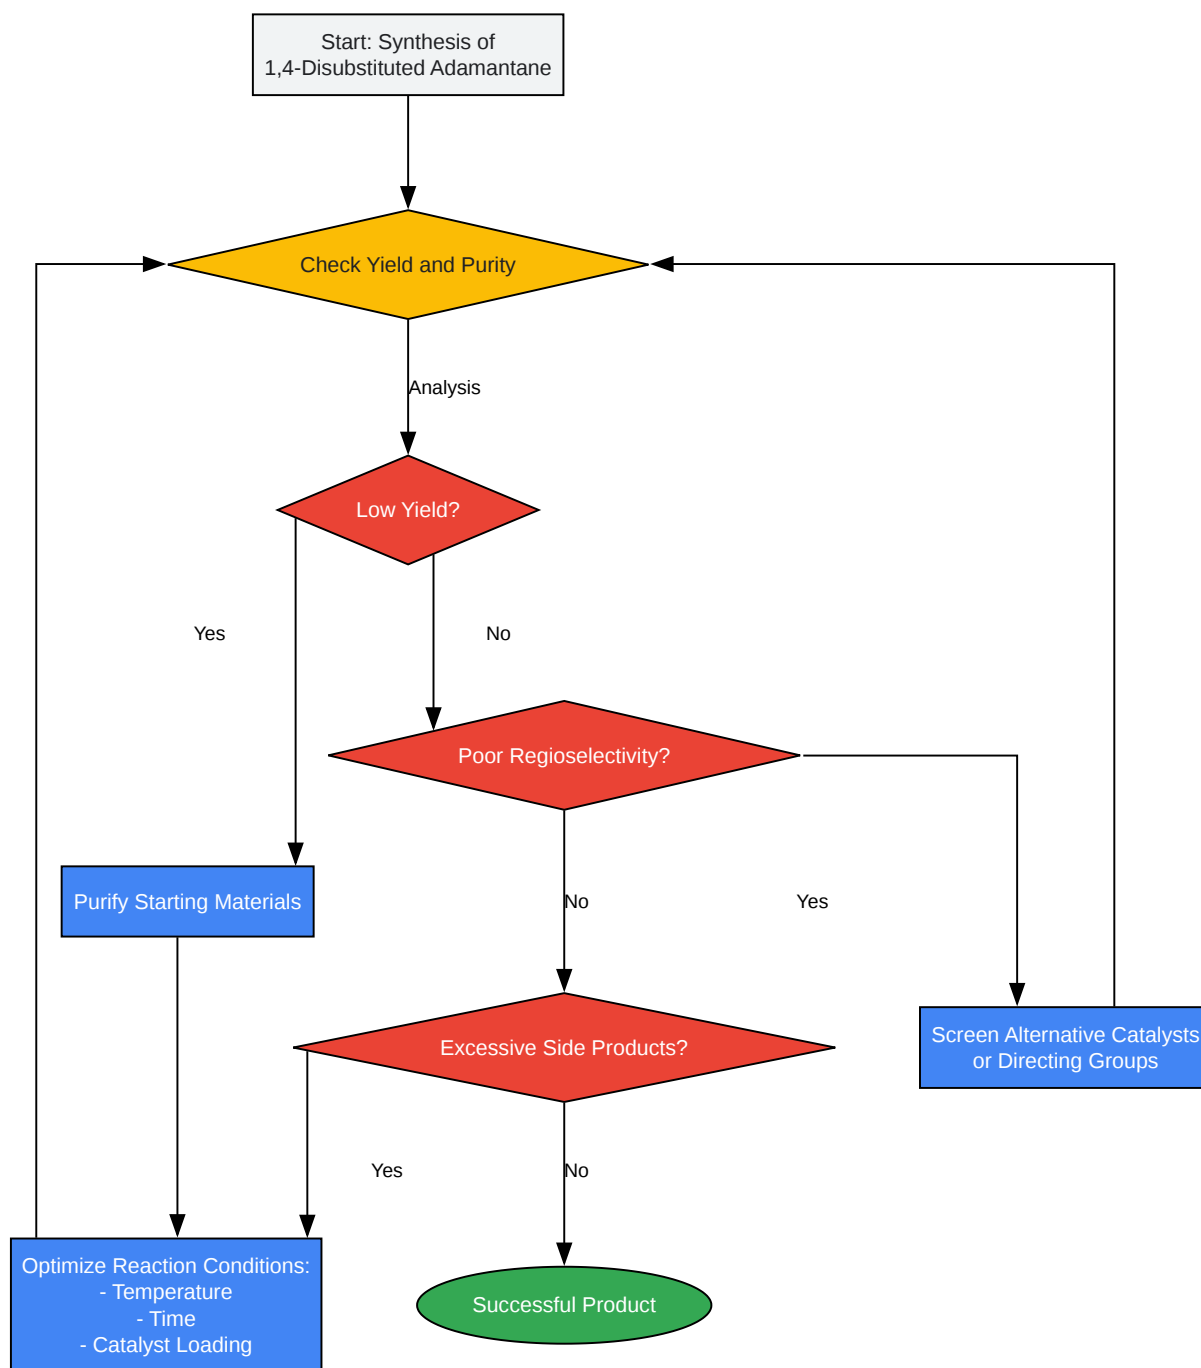 Start: Synthesis of
1,4-Disubstituted Adamantane
Check Yield and Purity
Analysis
Low Yield?
Yes
No
Poor Regioselectivity?
Purify Starting Materials
No
Yes
Screen Alternative Catalysts
or Directing Groups
Excessive Side Products?
Yes
No
Optimize Reaction Conditions:
- Temperature
- Time
- Catalyst Loading
Successful Product